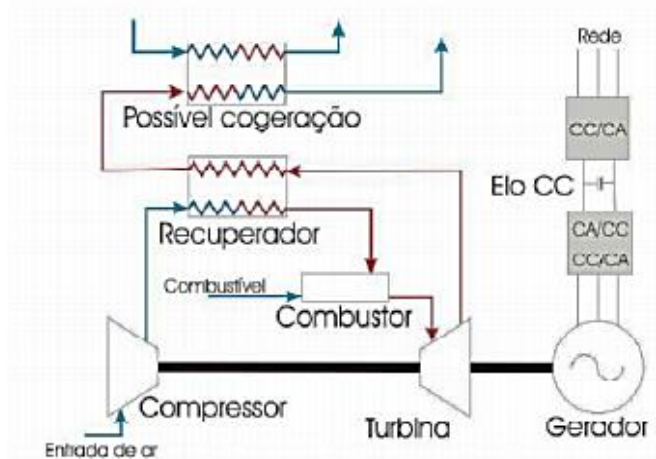 Rede
CC/CA
Possível cogeração
Elo CC
CA/CC
CC/CA
Recuperador
Combustível
Combustor
Compressor
Turbina
Gerador
Entrada de ar